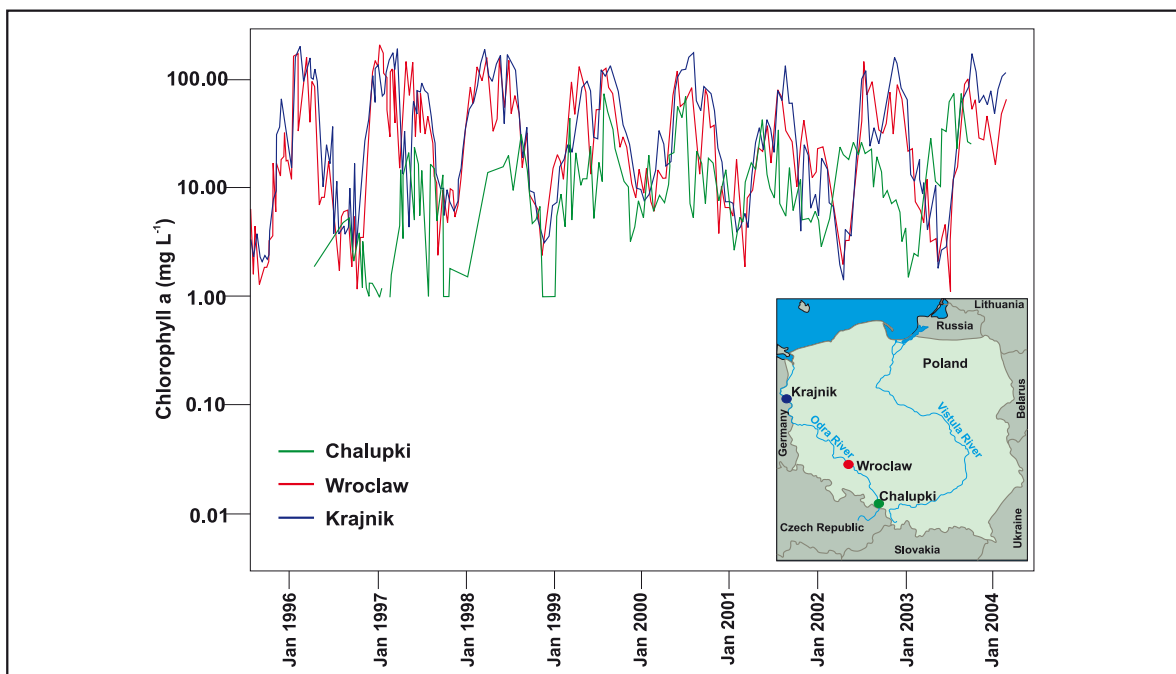 Chlorophyll a (mg L-1)
100.00
10.00
1.00
0.10
0.01
Chalupki
Wroclaw
Krajnik
Jan 1996
Jan 1997
Jan 1998
Jan 1999
Jan 2000
Jan 2001
Jan 2002
Jan 2003
Jan 2004
Lithuania
Russia
Poland
Belarus
Krajnik
Germany
Odra River
Vistula River
Wroclaw
Chalupki
Czech Republic
Slovakia
Ukraine